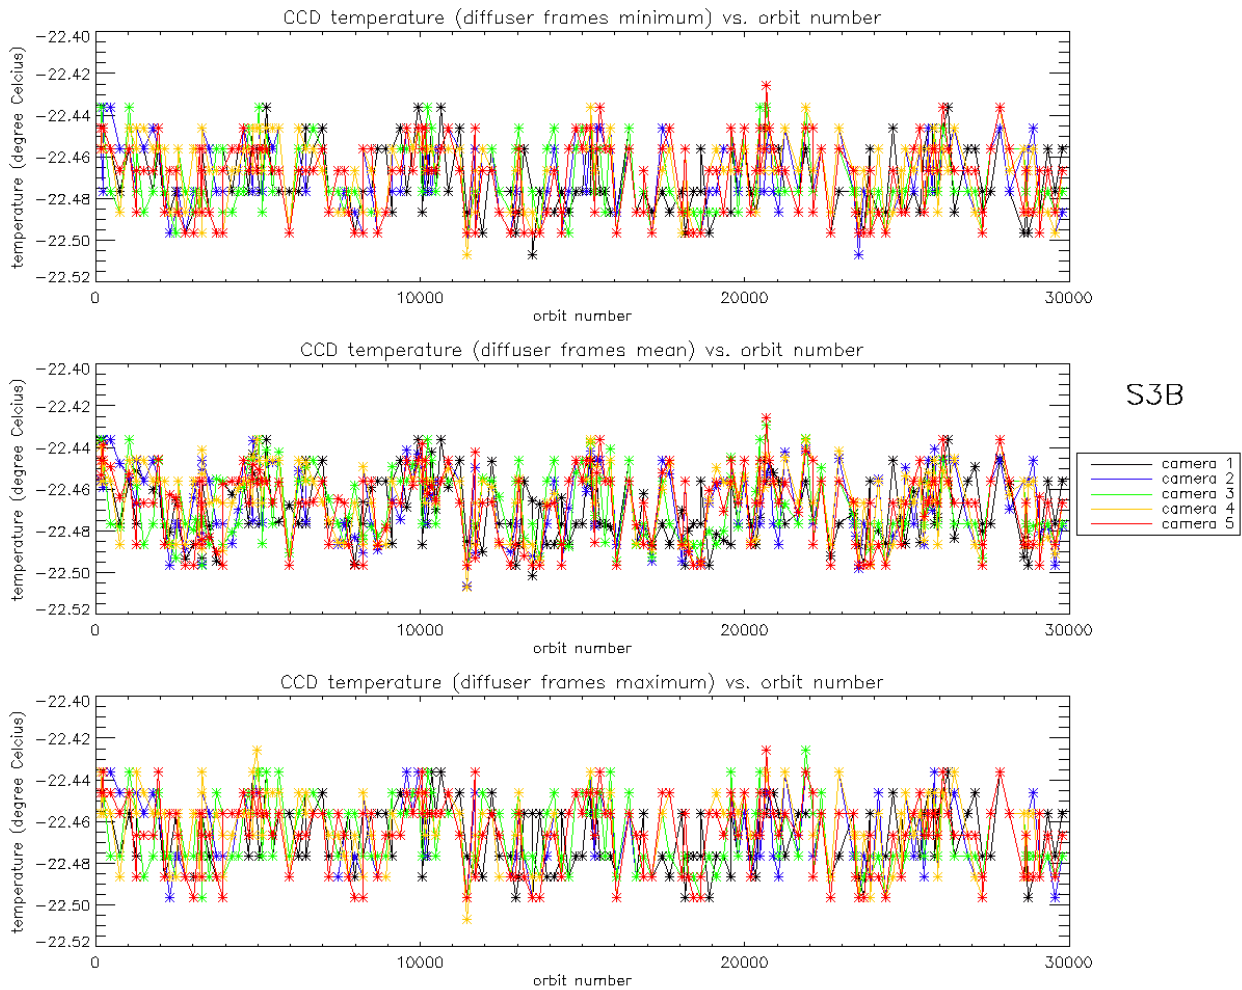 CCD temperature (diffuser frames minimum) vs. orbit number
temperature (degree Celcius)
-22.40
-22.42
-22.44
-22.46
-22.48
-22.50
-22.52
0 10000 20000 30000
orbit number
CCD temperature (diffuser frames mean) vs. orbit number
temperature (degree Celcius)
-22.40
-22.42
-22.44
-22.46
-22.48
-22.50
-22.52
0 10000 20000 30000
orbit number
S3B
camera 1
camera 2
camera 3
camera 4
camera 5
CCD temperature (diffuser frames maximum) vs. orbit number
temperature (degree Celcius)
-22.40
-22.42
-22.44
-22.46
-22.48
-22.50
-22.52
0 10000 20000 30000
orbit number